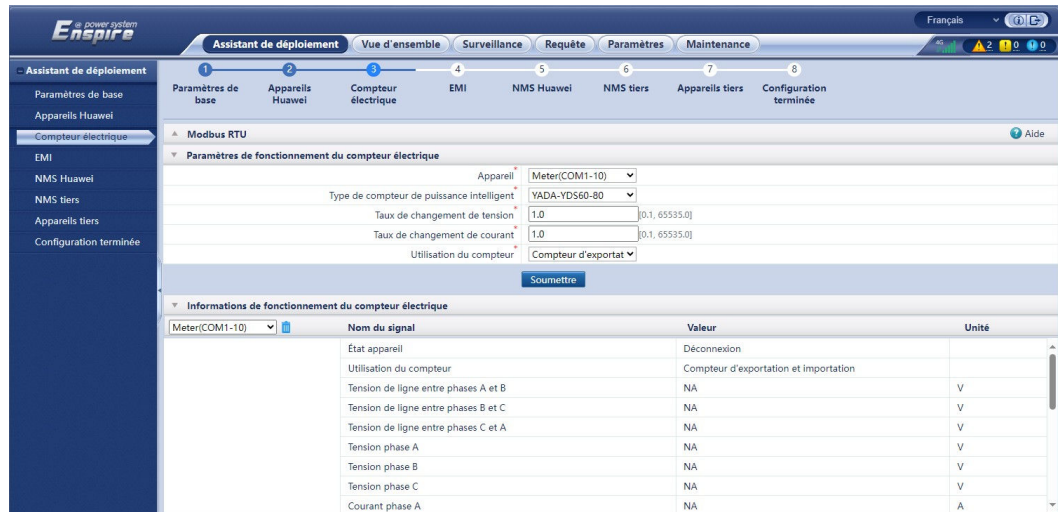 Enspire
e power system
Français
Assistant de déploiement Vue d'ensemble Surveillance Requête Paramètres Maintenance
4G 2 0 0
Assistant de déploiement
Paramètres de base
Appareils Huawei
Compteur électrique
EMI
NMS Huawei
NMS tiers
Appareils tiers
Configuration terminée
1 2 3 4 5 6 7 8
Paramètres de base
Appareils Huawei
Compteur électrique
EMI
NMS Huawei
NMS tiers
Appareils tiers
Configuration terminée
Modbus RTU
Aide
Paramètres de fonctionnement du compteur électrique
Appareil * Meter(COM1-10)
Type de compteur de puissance intelligent * YADA-YDS60-80
Taux de changement de tension * 1.0 [0.1, 65535.0]
Taux de changement de courant * 1.0 [0.1, 65535.0]
Utilisation du compteur * Compteur d'exportat
Soumettre
Informations de fonctionnement du compteur électrique
Meter(COM1-10) Nom du signal Valeur Unité
État appareil Déconnexion
Utilisation du compteur Compteur d'exportation et importation
Tension de ligne entre phases A et B NA V
Tension de ligne entre phases B et C NA V
Tension de ligne entre phases C et A NA V
Tension phase A NA V
Tension phase B NA V
Tension phase C NA V
Courant phase A NA A